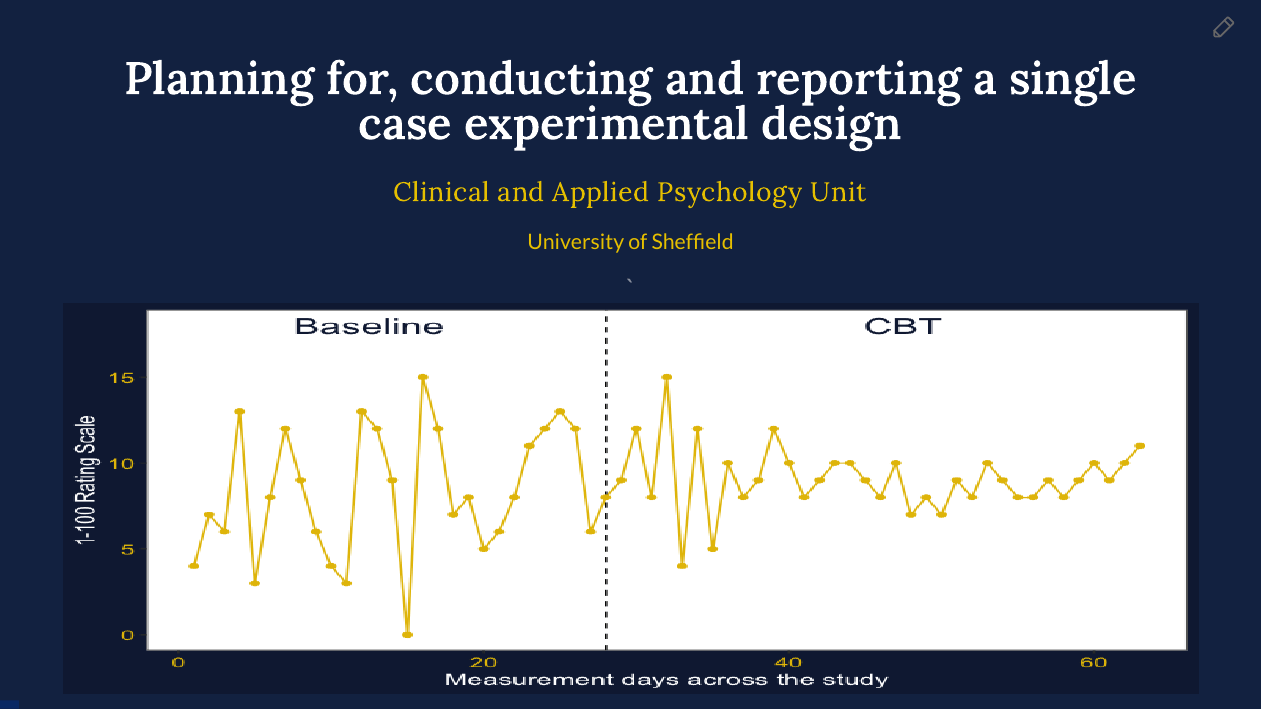 Planning for, conducting and reporting a single
case experimental design
Clinical and Applied Psychology Unit
University of Sheffield
`
Baseline
CBT
1-100 Rating Scale
15
10
5
0
0
20
40
60
Measurement days across the study